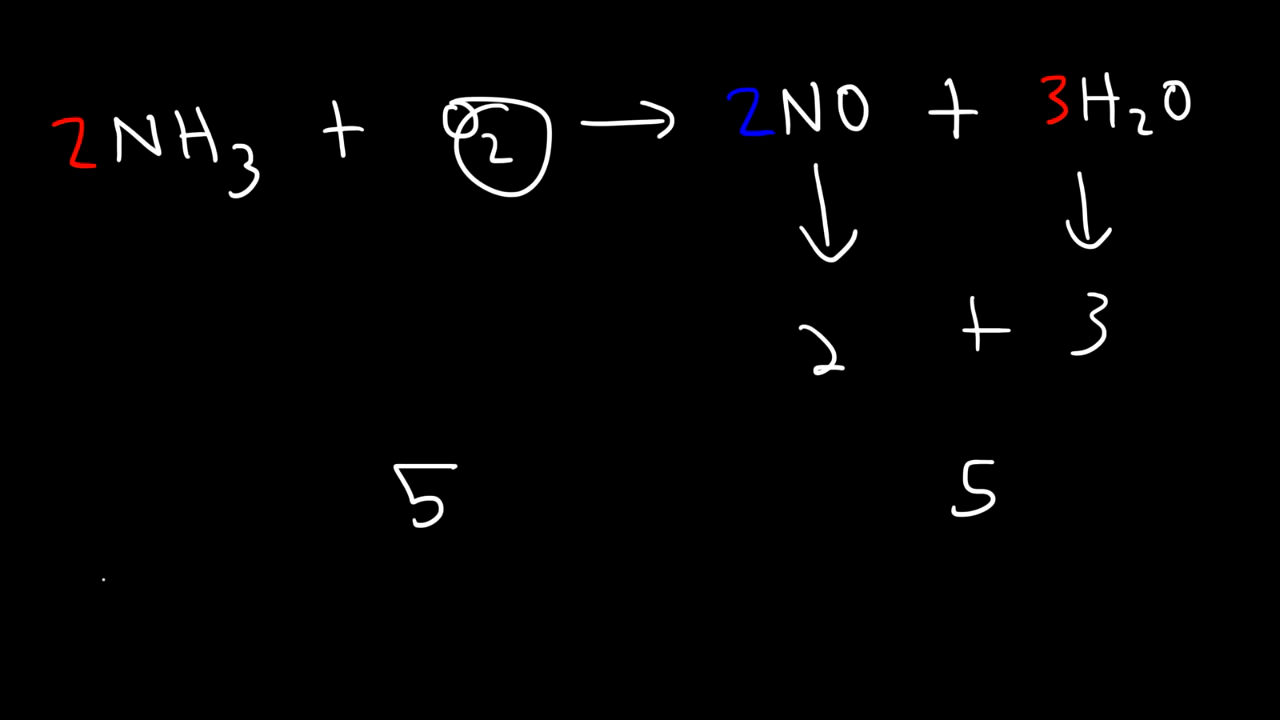 2NH₃ + O₂ → 2NO + 3H₂O
↓ ↓
2 + 3
5 5